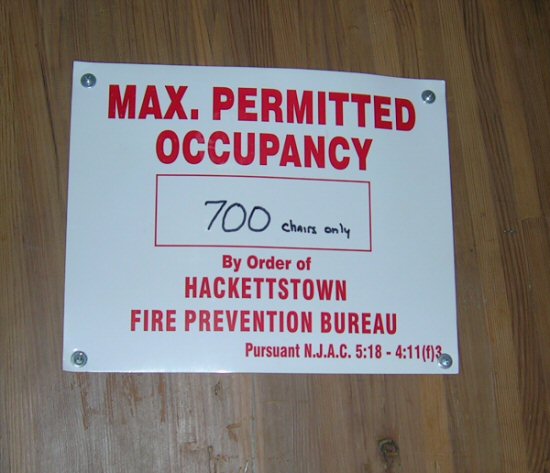 MAX. PERMITTED
OCCUPANCY
700 chairs only
By Order of
HACKETTSTOWN
FIRE PREVENTION BUREAU
Pursuant N.J.A.C. 5:18 - 4:11(f)3